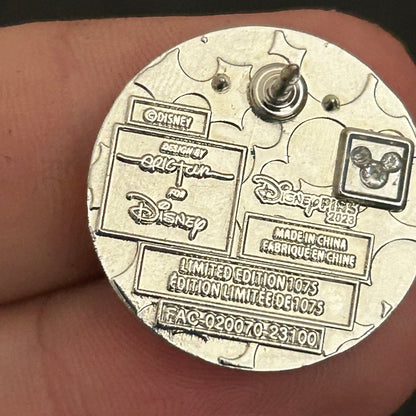 ©DISNEY
DESIGN BY
FOR
Disney
Disney PINS
2023
MADE IN CHINA
FABRIQUÉ EN CHINE
LIMITED EDITION 1075
ÉDITION LIMITÉE DE 1075
FAC-020070-23100